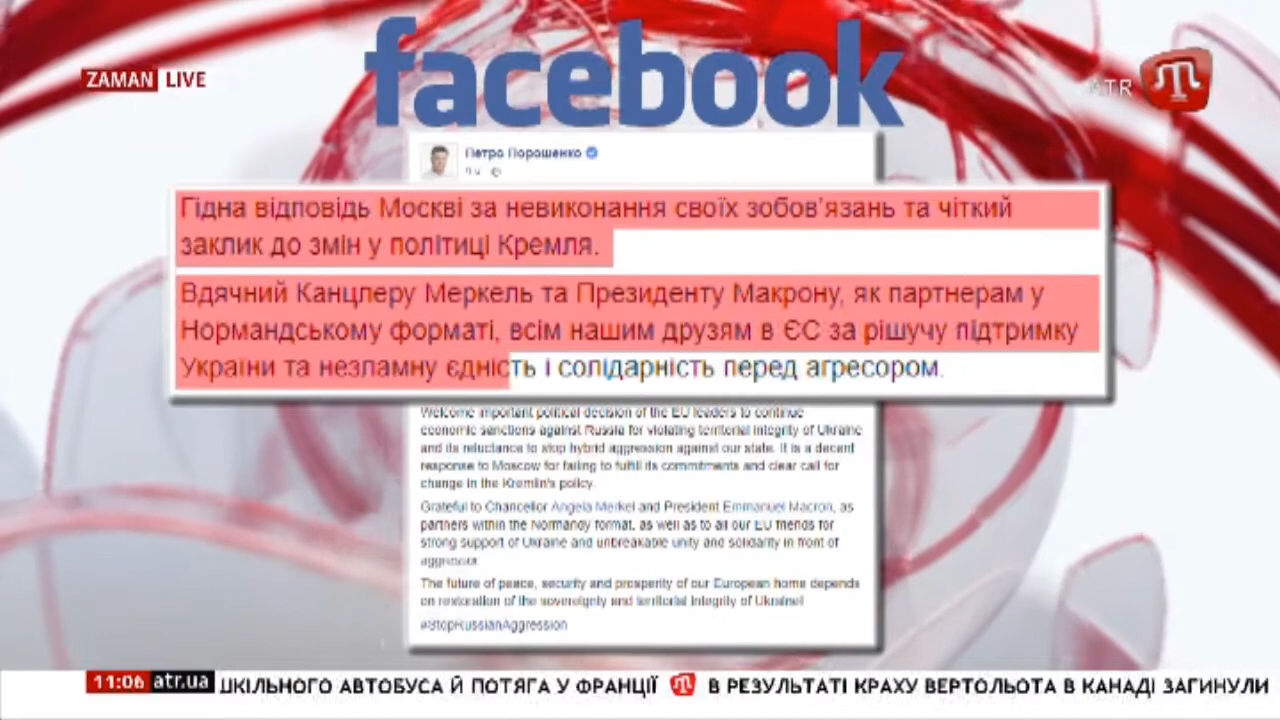 facebook
ZAMAN LIVE
ATR
Петро Порошенко
Гідна відповідь Москві за невиконання своїх зобов'язань та чіткий
заклик до змін у політиці Кремля.
Вдячний Канцлеру Меркель та Президенту Макрону, як партнерам у
Нормандському форматі, всім нашим друзям в ЄС за рішучу підтримку
України та незламну єдність і солідарність перед агресором.
Welcome important political decision of the EU leaders to continue
economic sanctions against Russia for violating territorial integrity of Ukraine
and its reluctance to stop hybrid aggression against our state. It is a decent
response to Moscow for failing to fulfill its commitments and clear call for
change in the Kremlin's policy.
Grateful to Chancellor Angela Merkel and President Emmanuel Macron, as
partners within the Normandy format, as well as to all our EU friends for
strong support of Ukraine and unbreakable unity and solidarity in front of
aggressor.
The future of peace, security and prosperity of our European home depends
on restoration of the sovereignty and territorial integrity of Ukraine!
#StopRussianAggression
11:06 atr.ua ШКІЛЬНОГО АВТОБУСА Й ПОТЯГА У ФРАНЦІЇ В РЕЗУЛЬТАТІ КРАХУ ВЕРТОЛЬОТА В КАНАДІ ЗАГИНУЛИ